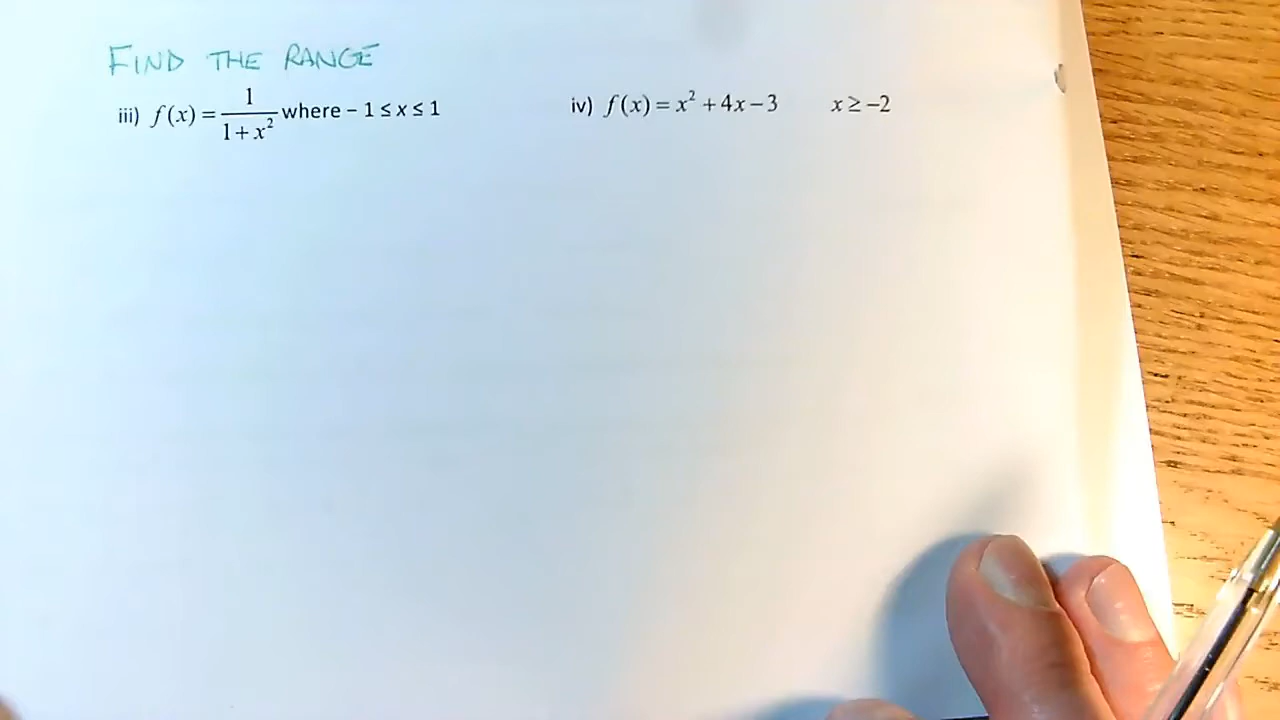 FIND THE RANGE
iii) f(x) = 1/(1+x²) where – 1 ≤ x ≤ 1
iv) f(x) = x² + 4x – 3 x ≥ –2